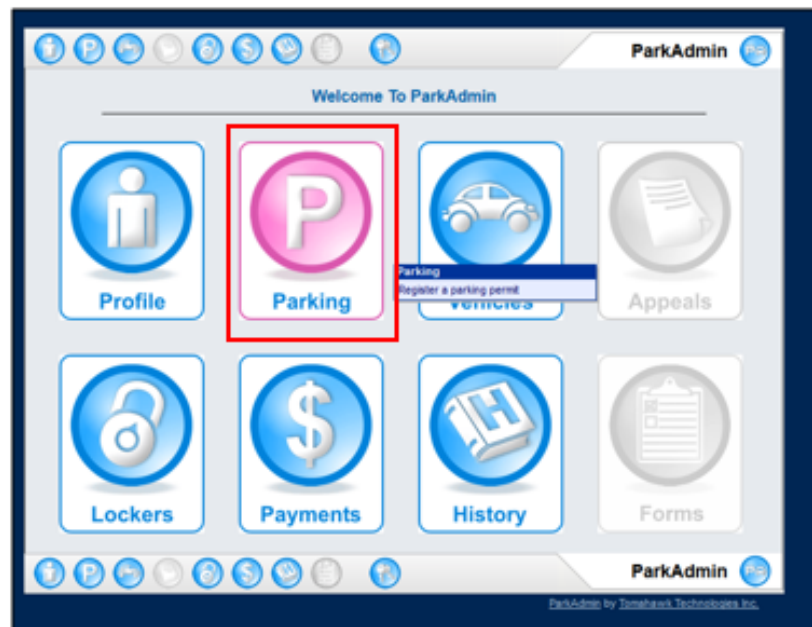 ParkAdmin
Welcome To ParkAdmin
P
Parking
Register a parking permit
Profile
Parking
Vehicles
Appeals
$
H
Lockers
Payments
History
Forms
ParkAdmin
ParkAdmin by Tomahawk Technologies Inc.